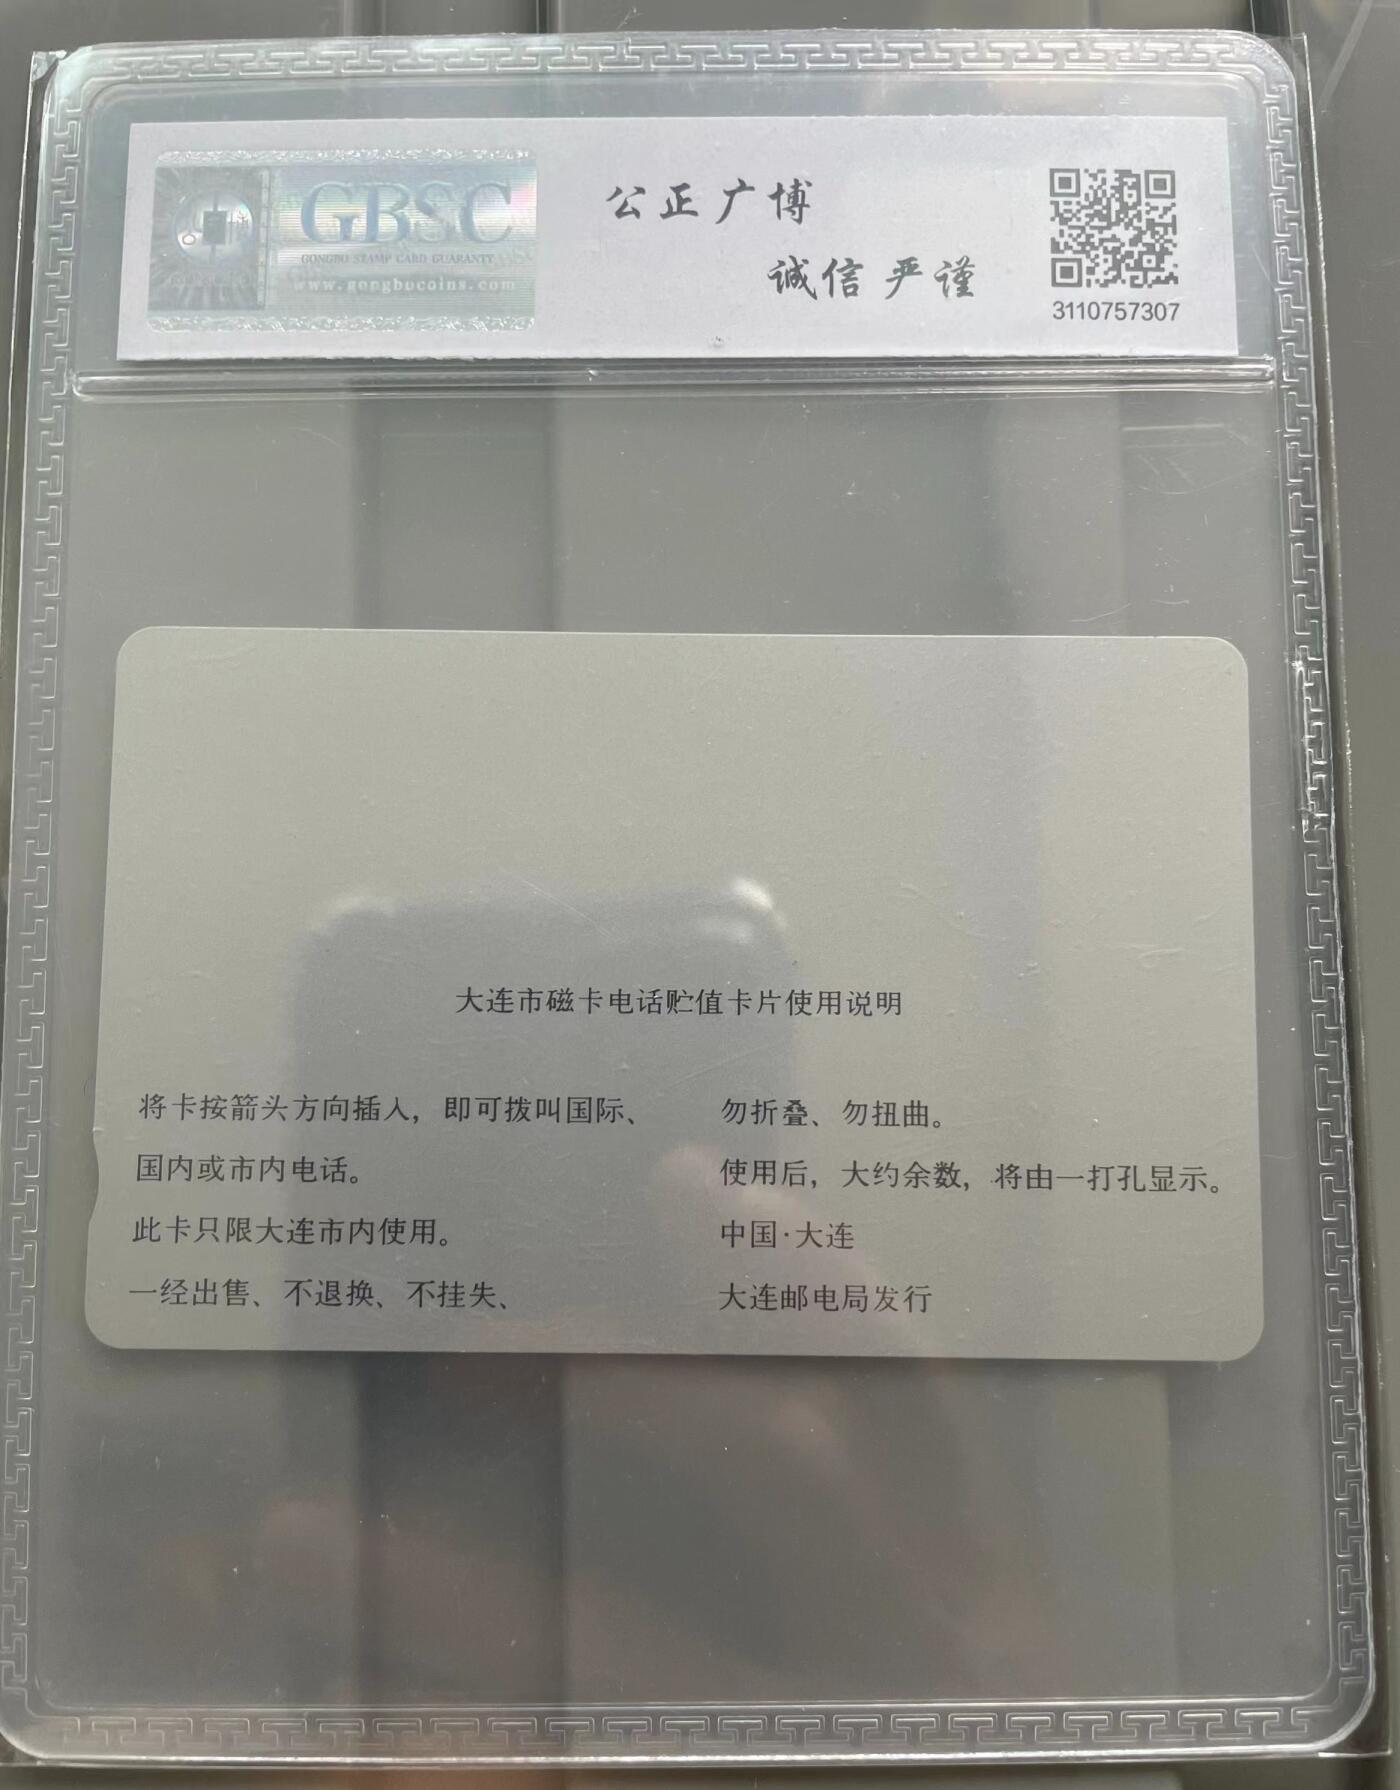 GBSC
GONGBO STAMP CARD GUARANTY
www.gongbocoins.com
公正广博
诚信严谨
3110757307
大连市磁卡电话贮值卡片使用说明
将卡按箭头方向插入，即可拨叫国际、
国内或市内电话。
此卡只限大连市内使用。
一经出售、不退换、不挂失、
勿折叠、勿扭曲。
使用后，大约余数，将由一打孔显示。
中国·大连
大连邮电局发行